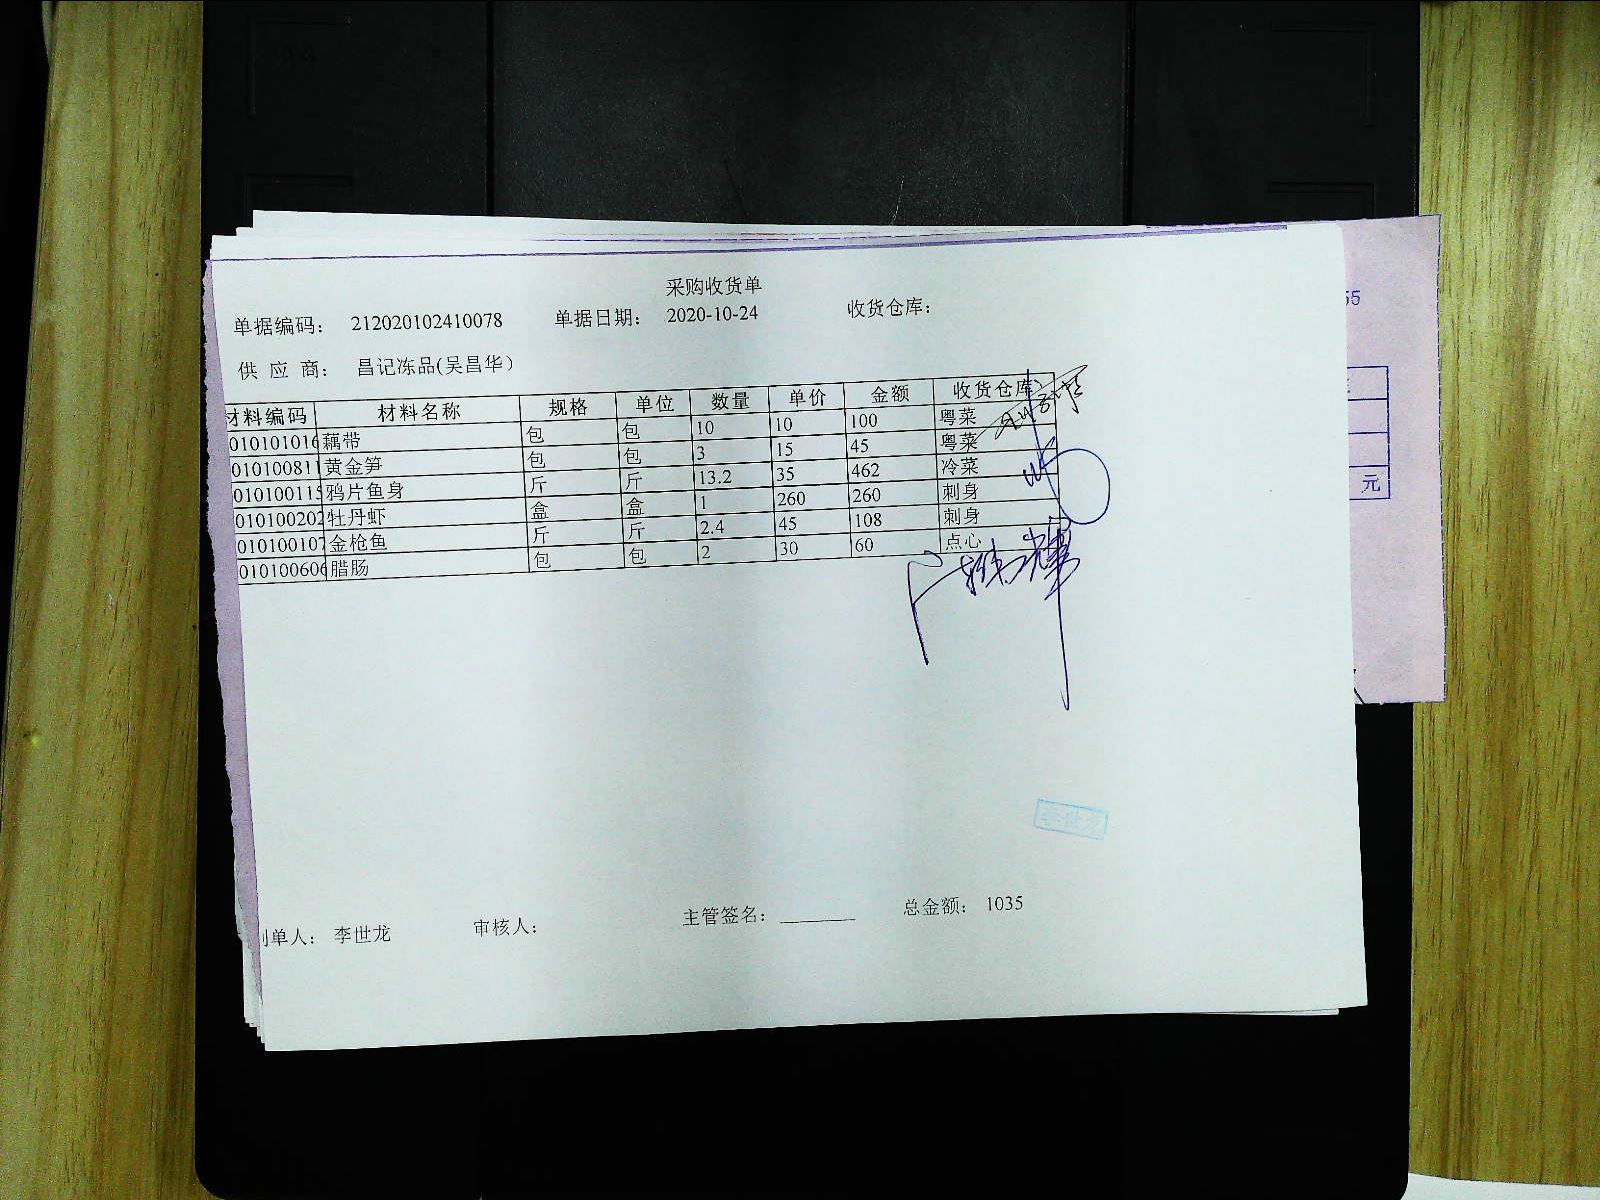 采购收货单
单据编码： 212020102410078 单据日期： 2020-10-24 收货仓库：
供 应 商： 昌记冻品(吴昌华)
材料编码 材料名称 规格 单位 数量 单价 金额 收货仓库
010101016 藕带 包 包 10 10 100 粤菜
010100811 黄金笋 包 包 3 15 45 粤菜
010100115 鸦片鱼身 斤 斤 13.2 35 462 冷菜
010100202 牡丹虾 盒 盒 1 260 260 刺身
010100107 金枪鱼 斤 斤 2.4 45 108 刺身
010100606 腊肠 包 包 2 30 60 点心
制单人： 李世龙 审核人： 主管签名： ________ 总金额： 1035
55
元